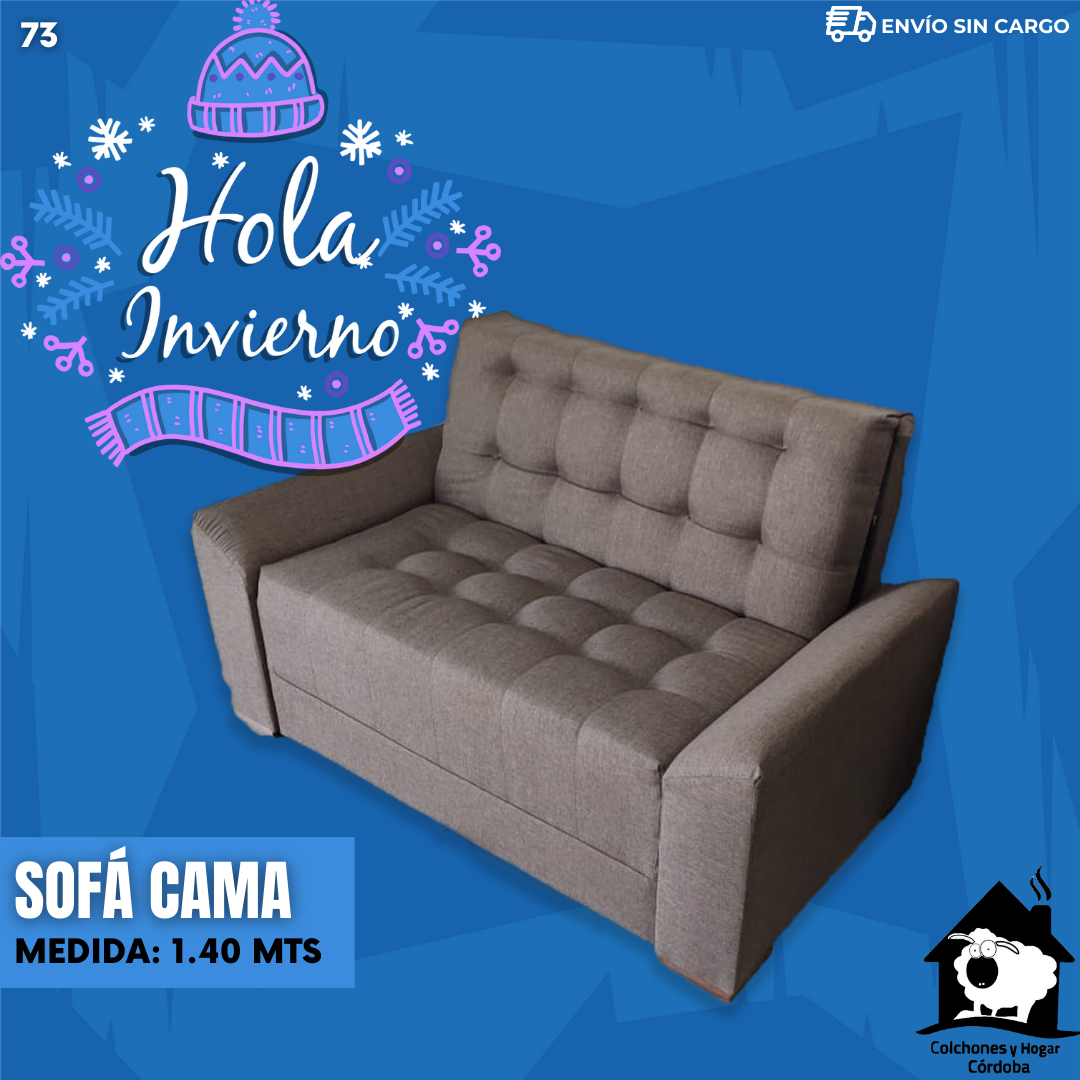 73
ENVÍO SIN CARGO
Hola
Invierno
SOFÁ CAMA
MEDIDA: 1.40 MTS
Colchones y Hogar
Córdoba